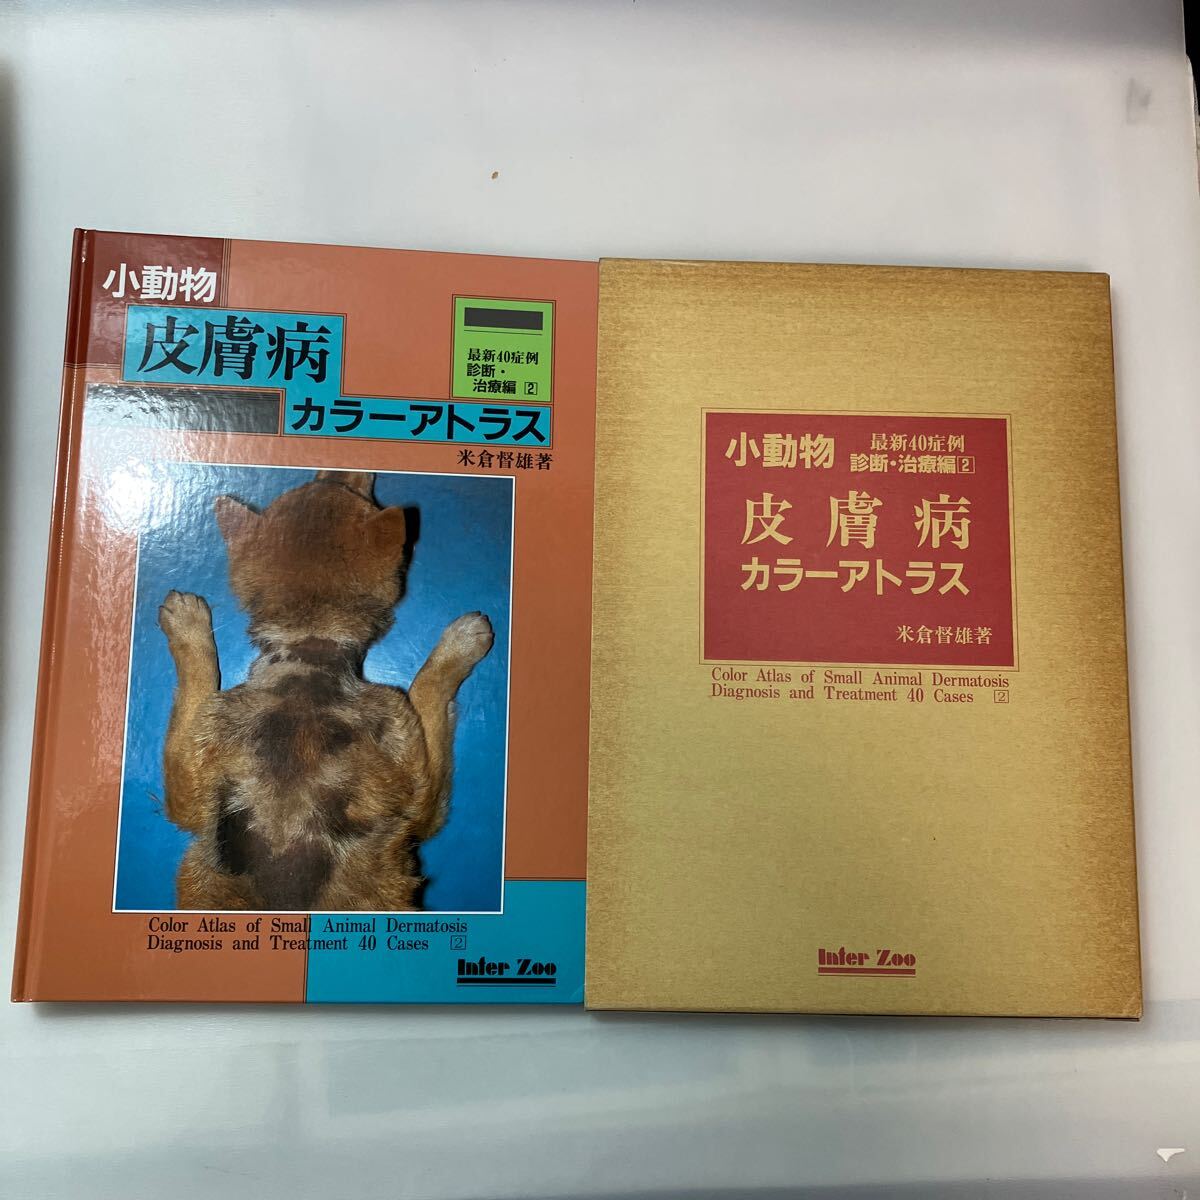 小動物
皮膚病
カラーアトラス
最新40症例
診断・
治療編 2
米倉督雄著
Color Atlas of Small Animal Dermatosis
Diagnosis and Treatment 40 Cases 2
Inter Zoo
小動物
最新40症例
診断・治療編2
皮膚病
カラーアトラス
米倉督雄著
Color Atlas of Small Animal Dermatosis
Diagnosis and Treatment 40 Cases 2
Inter Zoo